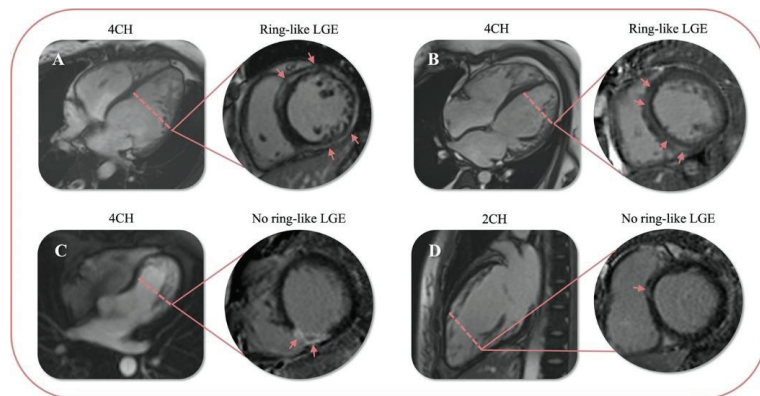 4CH
Ring-like LGE
4CH
Ring-like LGE
A
B
4CH
No ring-like LGE
2CH
No ring-like LGE
C
D